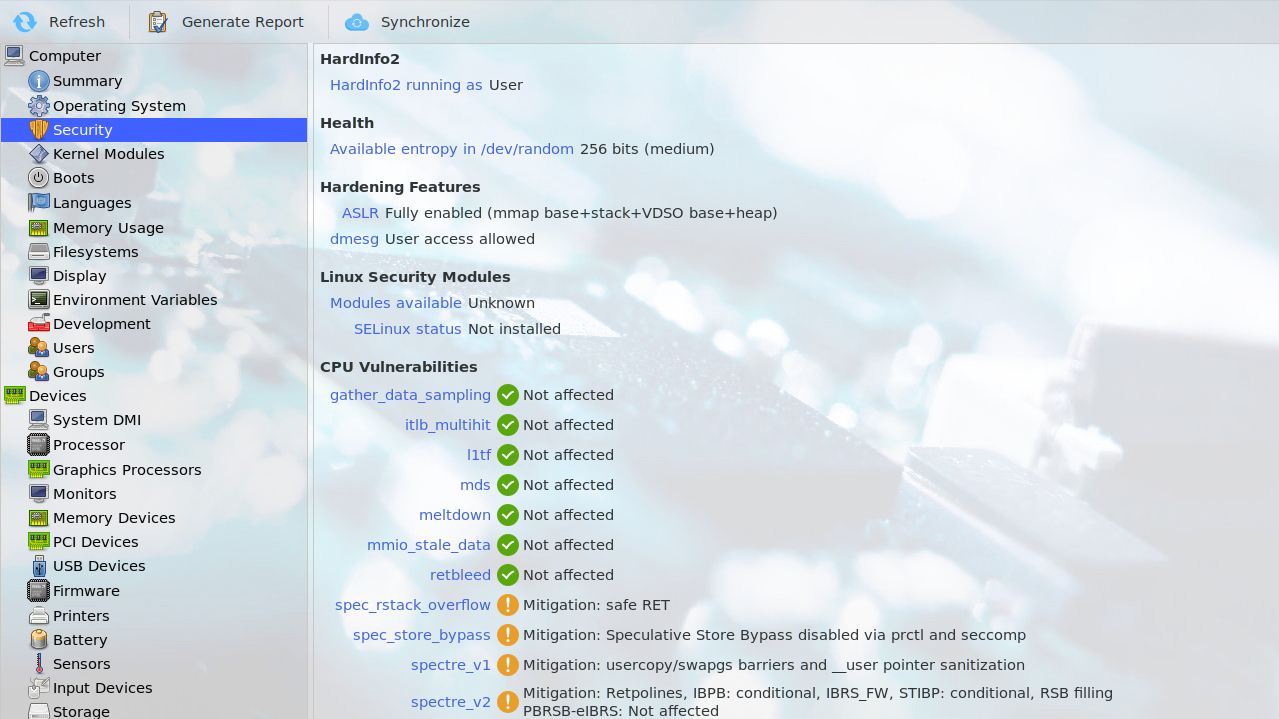 Refresh
Generate Report
Synchronize
Computer
Summary
Operating System
Security
Kernel Modules
Boots
Languages
Memory Usage
Filesystems
Display
Environment Variables
Development
Users
Groups
Devices
System DMI
Processor
Graphics Processors
Monitors
Memory Devices
PCI Devices
USB Devices
Firmware
Printers
Battery
Sensors
Input Devices
Storage
HardInfo2
HardInfo2 running as User
Health
Available entropy in /dev/random 256 bits (medium)
Hardening Features
ASLR Fully enabled (mmap base+stack+VDSO base+heap)
dmesg User access allowed
Linux Security Modules
Modules available Unknown
SELinux status Not installed
CPU Vulnerabilities
gather_data_sampling Not affected
itlb_multihit Not affected
l1tf Not affected
mds Not affected
meltdown Not affected
mmio_stale_data Not affected
retbleed Not affected
spec_rstack_overflow Mitigation: safe RET
spec_store_bypass Mitigation: Speculative Store Bypass disabled via prctl and seccomp
spectre_v1 Mitigation: usercopy/swapgs barriers and __user pointer sanitization
spectre_v2 Mitigation: Retpolines, IBPB: conditional, IBRS_FW, STIBP: conditional, RSB filling
PBRSB-eIBRS: Not affected